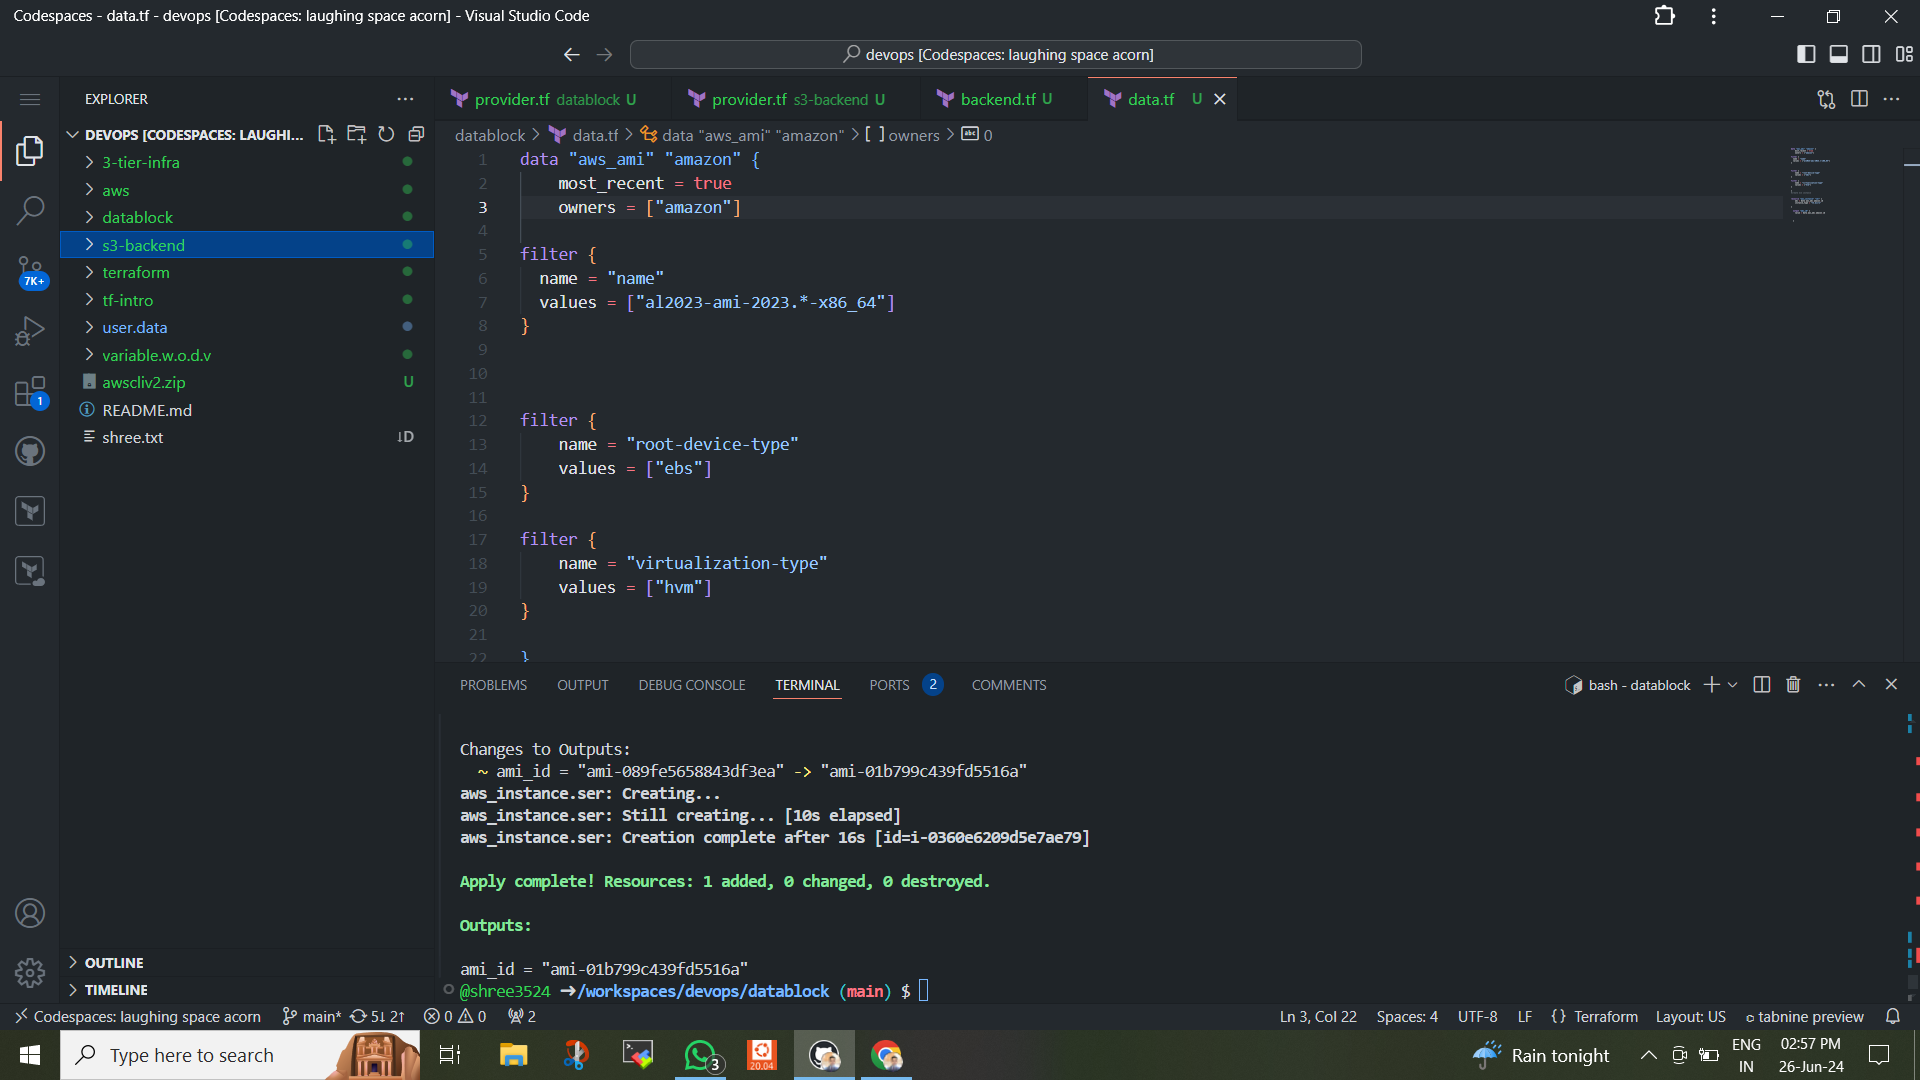 Codespaces - data.tf - devops [Codespaces: laughing space acorn] - Visual Studio Code
devops [Codespaces: laughing space acorn]
EXPLORER
provider.tf datablock U
provider.tf s3-backend U
backend.tf U
data.tf U
DEVOPS [CODESPACES: LAUGHI...
datablock > data.tf > data "aws_ami" "amazon" > [ ] owners > abc 0
3-tier-infra
aws
datablock
s3-backend
terraform
tf-intro
user.data
variable.w.o.d.v
awscliv2.zip U
README.md
shree.txt ↓D
7K+
1
1 data "aws_ami" "amazon" {
2 most_recent = true
3 owners = ["amazon"]
4
5 filter {
6 name = "name"
7 values = ["al2023-ami-2023.*-x86_64"]
8 }
9
10
11
12 filter {
13 name = "root-device-type"
14 values = ["ebs"]
15 }
16
17 filter {
18 name = "virtualization-type"
19 values = ["hvm"]
20 }
21
22 }
PROBLEMS OUTPUT DEBUG CONSOLE TERMINAL PORTS 2 COMMENTS
bash - datablock
Changes to Outputs:
~ ami_id = "ami-089fe5658843df3ea" -> "ami-01b799c439fd5516a"
aws_instance.ser: Creating...
aws_instance.ser: Still creating... [10s elapsed]
aws_instance.ser: Creation complete after 16s [id=i-0360e6209d5e7ae79]
Apply complete! Resources: 1 added, 0 changed, 0 destroyed.
Outputs:
ami_id = "ami-01b799c439fd5516a"
@shree3524 ➜/workspaces/devops/datablock (main) $
OUTLINE
TIMELINE
Codespaces: laughing space acorn main* 5↓ 2↑ 0 0 2
Ln 3, Col 22 Spaces: 4 UTF-8 LF {} Terraform Layout: US tabnine preview
Type here to search
3
20.04
Rain tonight
ENG
IN
02:57 PM
26-Jun-24